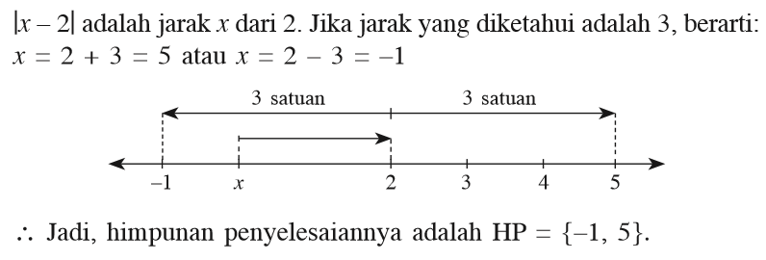 |x – 2| adalah jarak x dari 2. Jika jarak yang diketahui adalah 3, berarti:
x = 2 + 3 = 5 atau x = 2 – 3 = –1
3 satuan 3 satuan
–1 x 2 3 4 5
∴ Jadi, himpunan penyelesaiannya adalah HP = {–1, 5}.